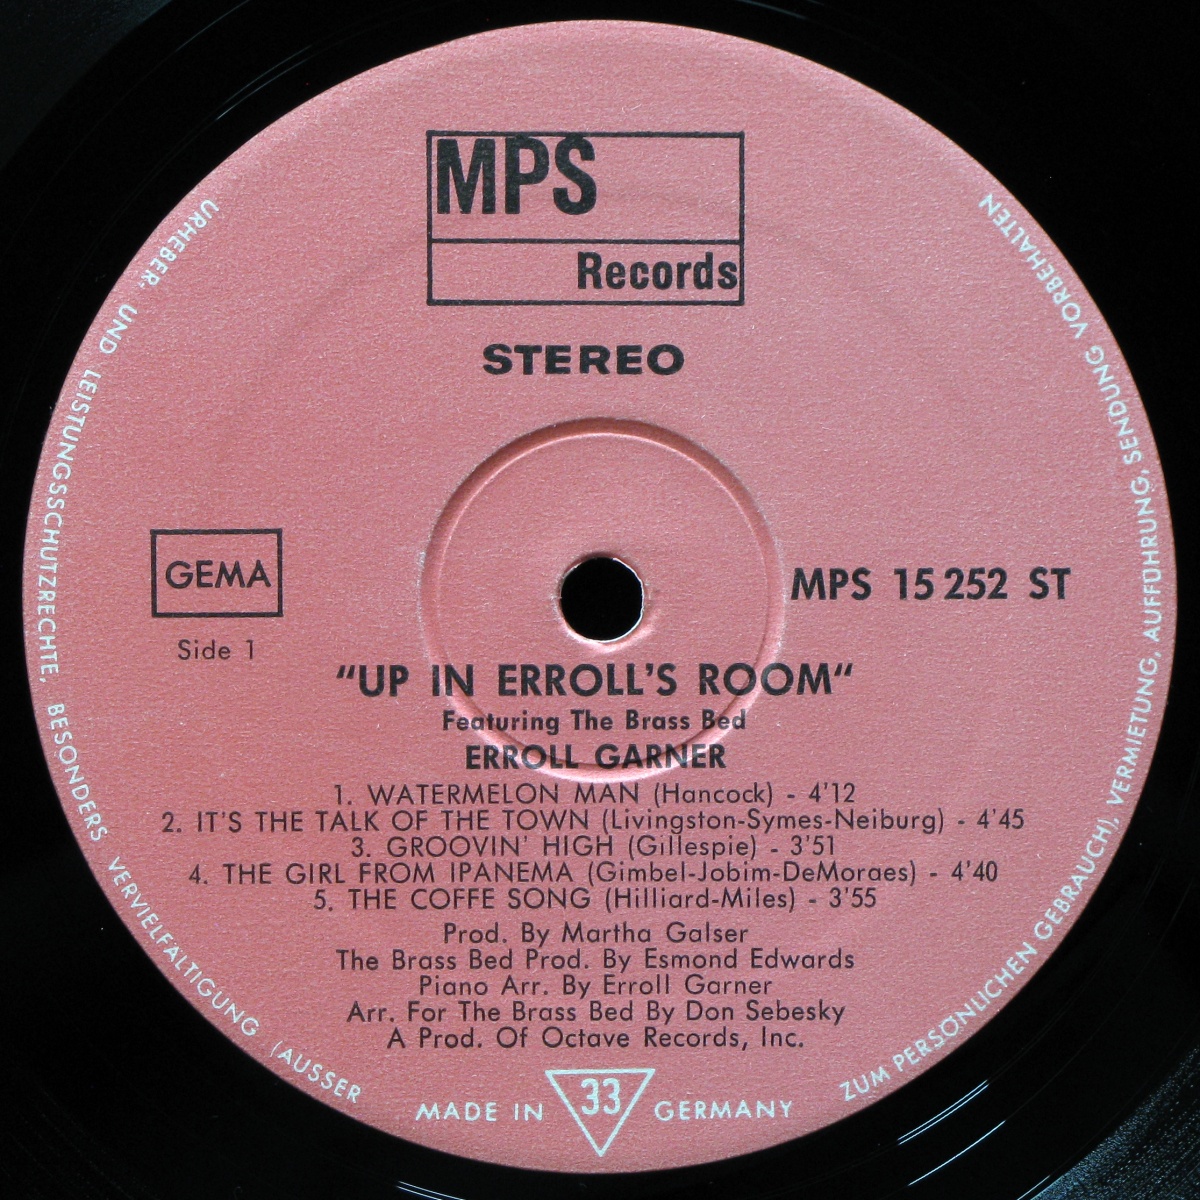 MPS
Records
STEREO
GEMA
MPS 15 252 ST
Side 1
"UP IN ERROLL'S ROOM"
Featuring The Brass Bed
ERROLL GARNER
1. WATERMELON MAN (Hancock) - 4'12
2. IT'S THE TALK OF THE TOWN (Livingston-Symes-Neiburg) - 4'45
3. GROOVIN' HIGH (Gillespie) - 3'51
4. THE GIRL FROM IPANEMA (Gimbel-Jobim-DeMoraes) - 4'40
5. THE COFFE SONG (Hilliard-Miles) - 3'55
Prod. By Martha Galser
The Brass Bed Prod. By Esmond Edwards
Piano Arr. By Erroll Garner
Arr. For The Brass Bed By Don Sebesky
A Prod. Of Octave Records, Inc.
MADE IN 33 GERMANY
URHEBER- UND LEISTUNGSSCHUTZRECHTE, BESONDERS VERVIELFÄLTIGUNG (AUSSER ZUM PERSÖNLICHEN GEBRAUCH), VERMIETUNG, AUFFÜHRUNG, SENDUNG VORBEHALTEN